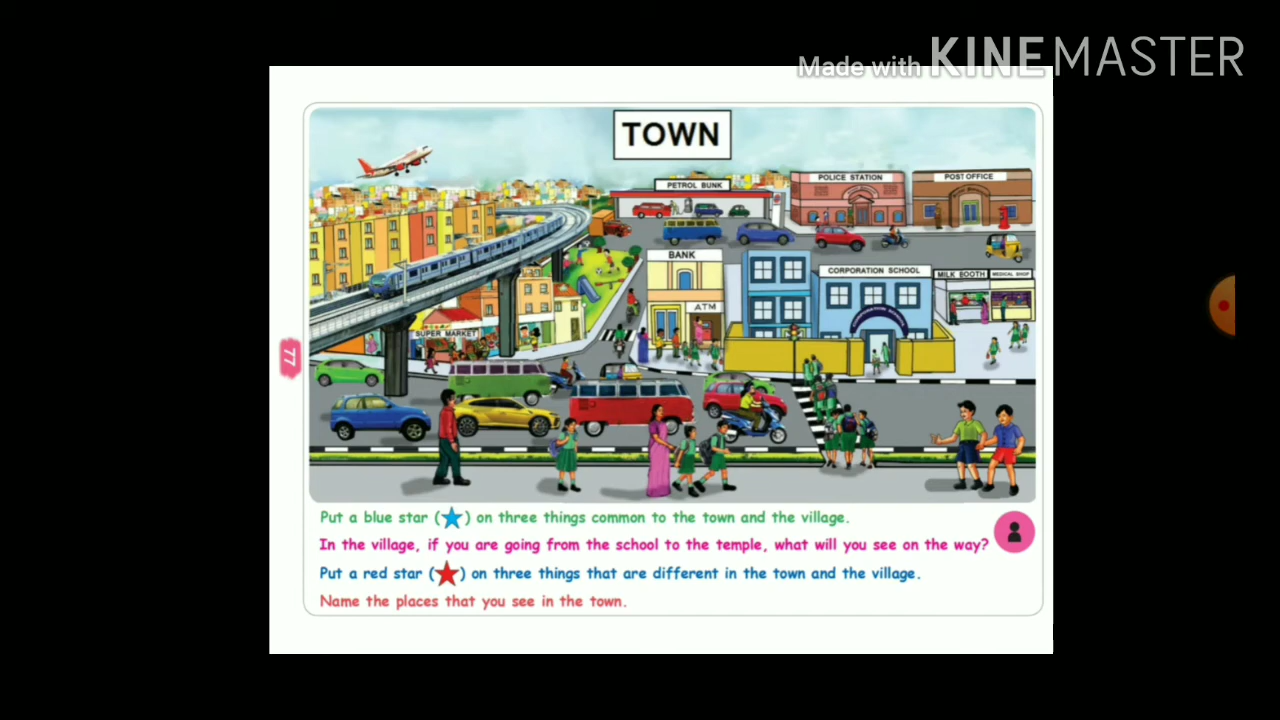 Made with KINEMASTER
TOWN
PETROL BUNK
POLICE STATION
POST OFFICE
BANK
CORPORATION SCHOOL
MILK BOOTH
MEDICAL SHOP
ATM
SUPER MARKET
77
Put a blue star (★) on three things common to the town and the village.
In the village, if you are going from the school to the temple, what will you see on the way?
Put a red star (★) on three things that are different in the town and the village.
Name the places that you see in the town.